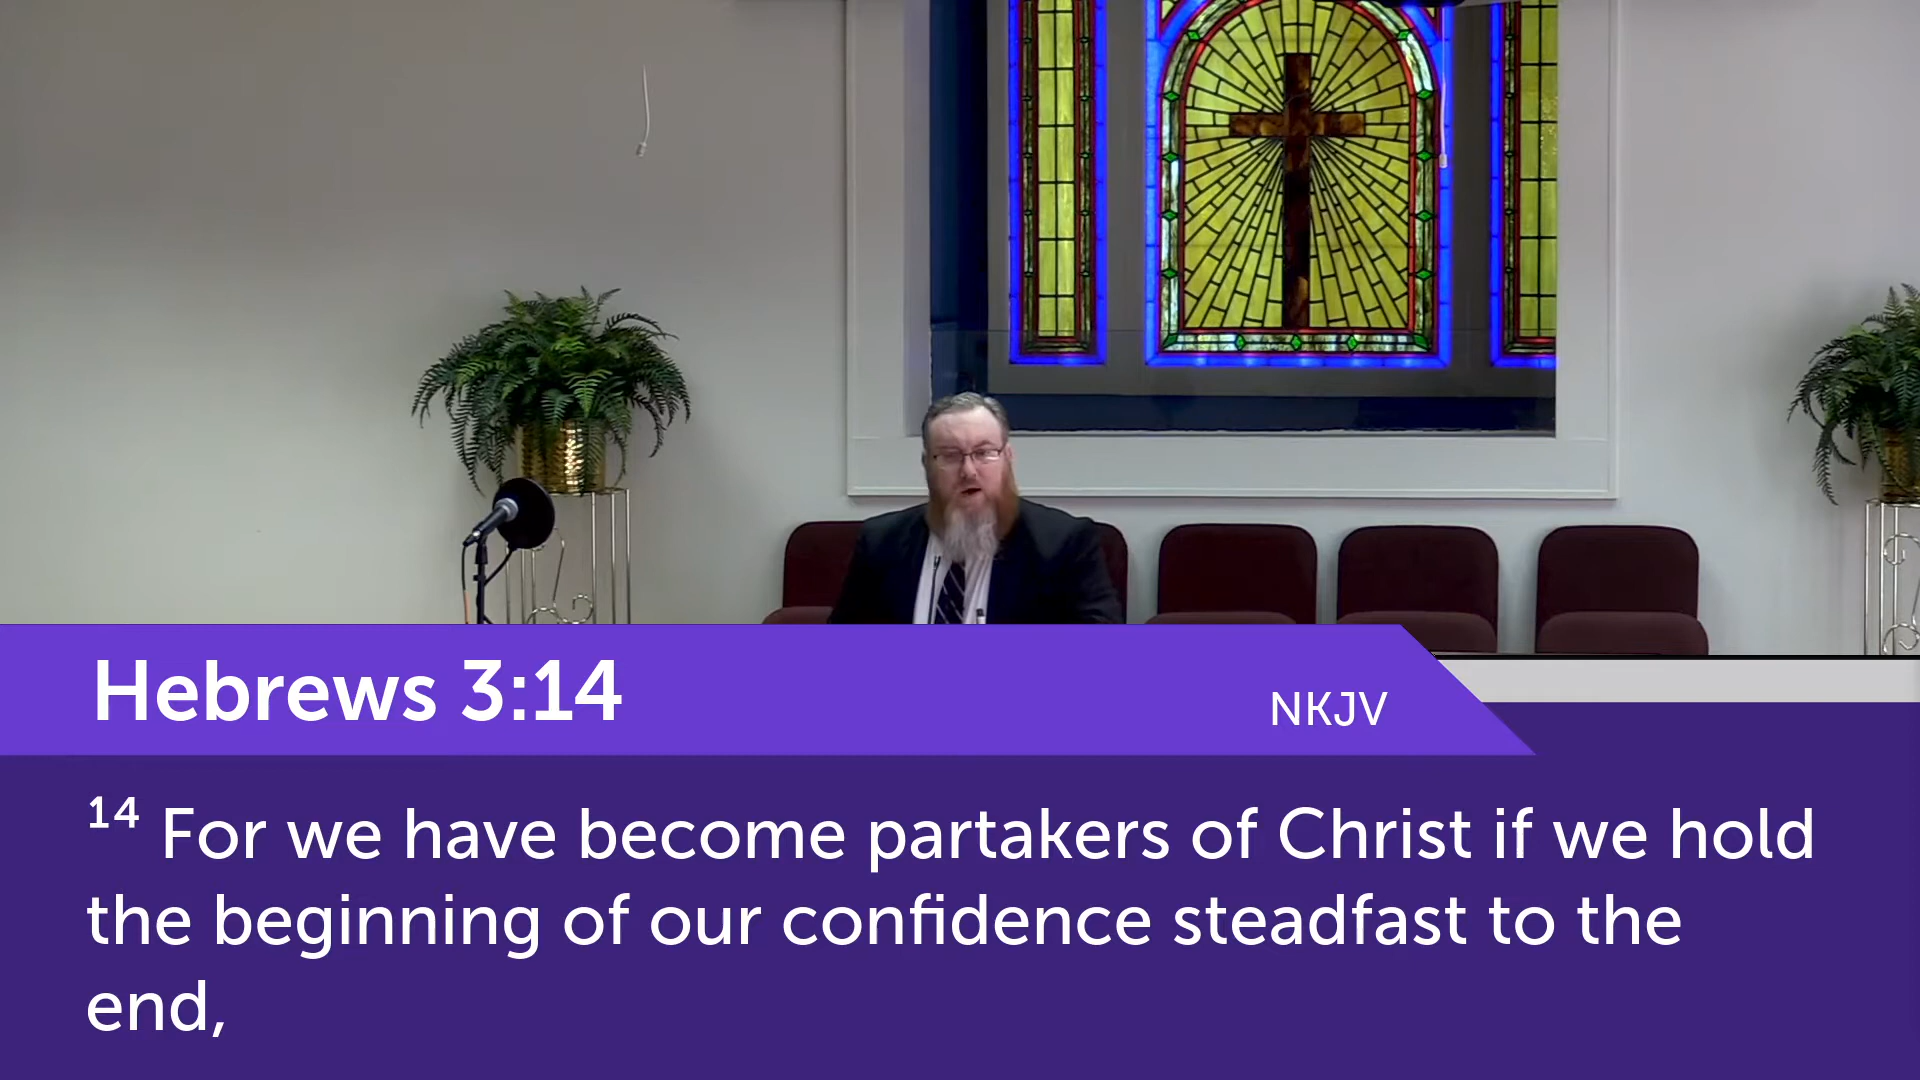 Hebrews 3:14
NKJV
14 For we have become partakers of Christ if we hold
the beginning of our confidence steadfast to the
end,